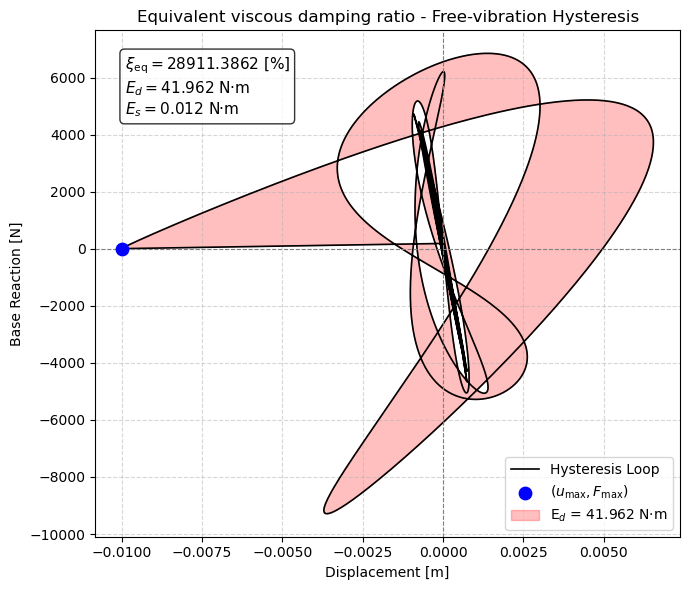 Equivalent viscous damping ratio - Free-vibration Hysteresis
ξeq = 28911.3862 [%]
Ed = 41.962 N·m
Es = 0.012 N·m
6000
4000
2000
0
−2000
−4000
−6000
−8000
−10000
Base Reaction [N]
Hysteresis Loop
(umax, Fmax)
Ed = 41.962 N·m
−0.0100 −0.0075 −0.0050 −0.0025 0.0000 0.0025 0.0050
Displacement [m]